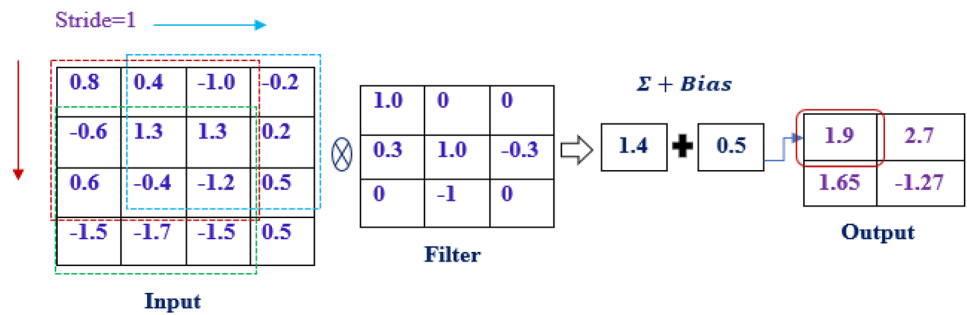 Stride=1
0.8 0.4 -1.0 -0.2
-0.6 1.3 1.3 0.2
0.6 -0.4 -1.2 0.5
-1.5 -1.7 -1.5 0.5
Input
1.0 0 0
0.3 1.0 -0.3
0 -1 0
Filter
Σ + Bias
1.4 + 0.5
1.9 2.7
1.65 -1.27
Output